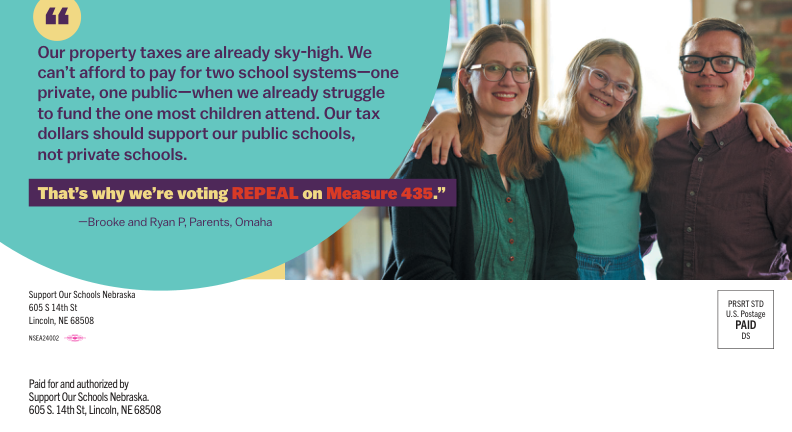 “
Our property taxes are already sky-high. We
can’t afford to pay for two school systems—one
private, one public—when we already struggle
to fund the one most children attend. Our tax
dollars should support our public schools,
not private schools.
That’s why we’re voting REPEAL on Measure 435.”
—Brooke and Ryan P, Parents, Omaha
Support Our Schools Nebraska
605 S 14th St
Lincoln, NE 68508
NSEA24002
PRSRT STD
U.S. Postage
PAID
DS
Paid for and authorized by
Support Our Schools Nebraska.
605 S. 14th St, Lincoln, NE 68508